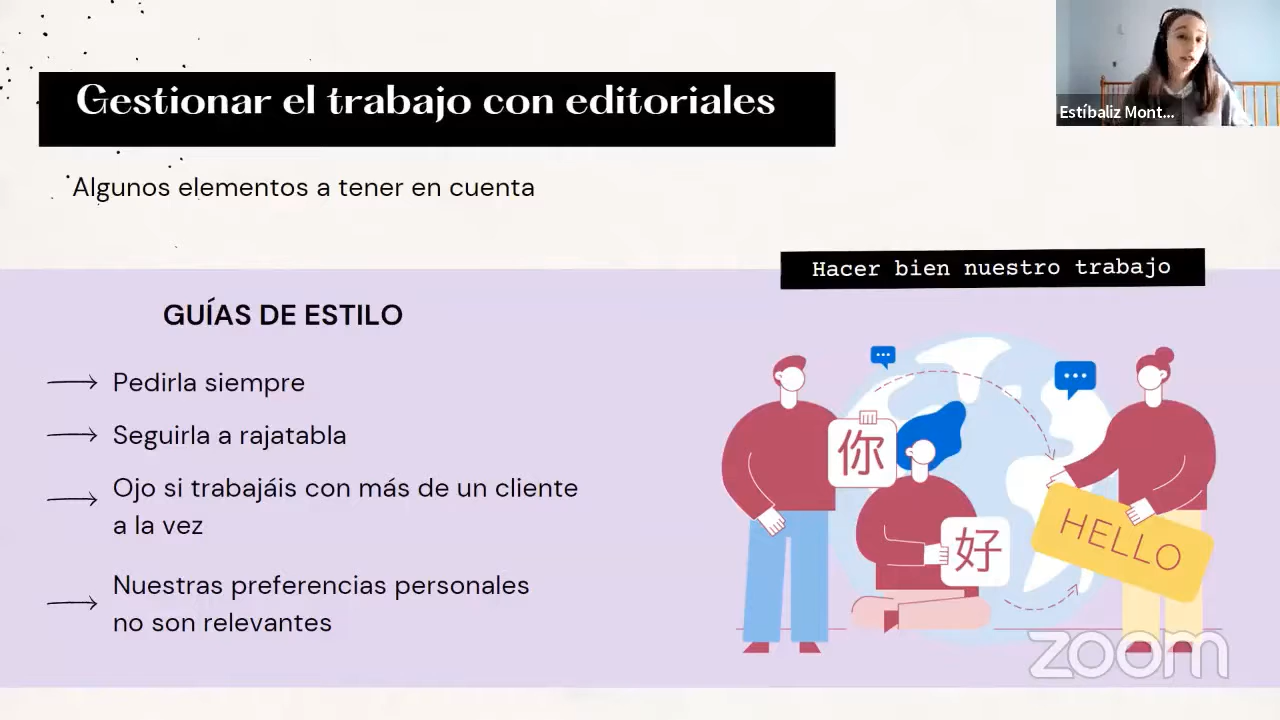 Gestionar el trabajo con editoriales
Estíbaliz Mont...
Algunos elementos a tener en cuenta
Hacer bien nuestro trabajo
GUÍAS DE ESTILO
Pedirla siempre
Seguirla a rajatabla
Ojo si trabajáis con más de un cliente
a la vez
Nuestras preferencias personales
no son relevantes
你
好
HELLO
zoom